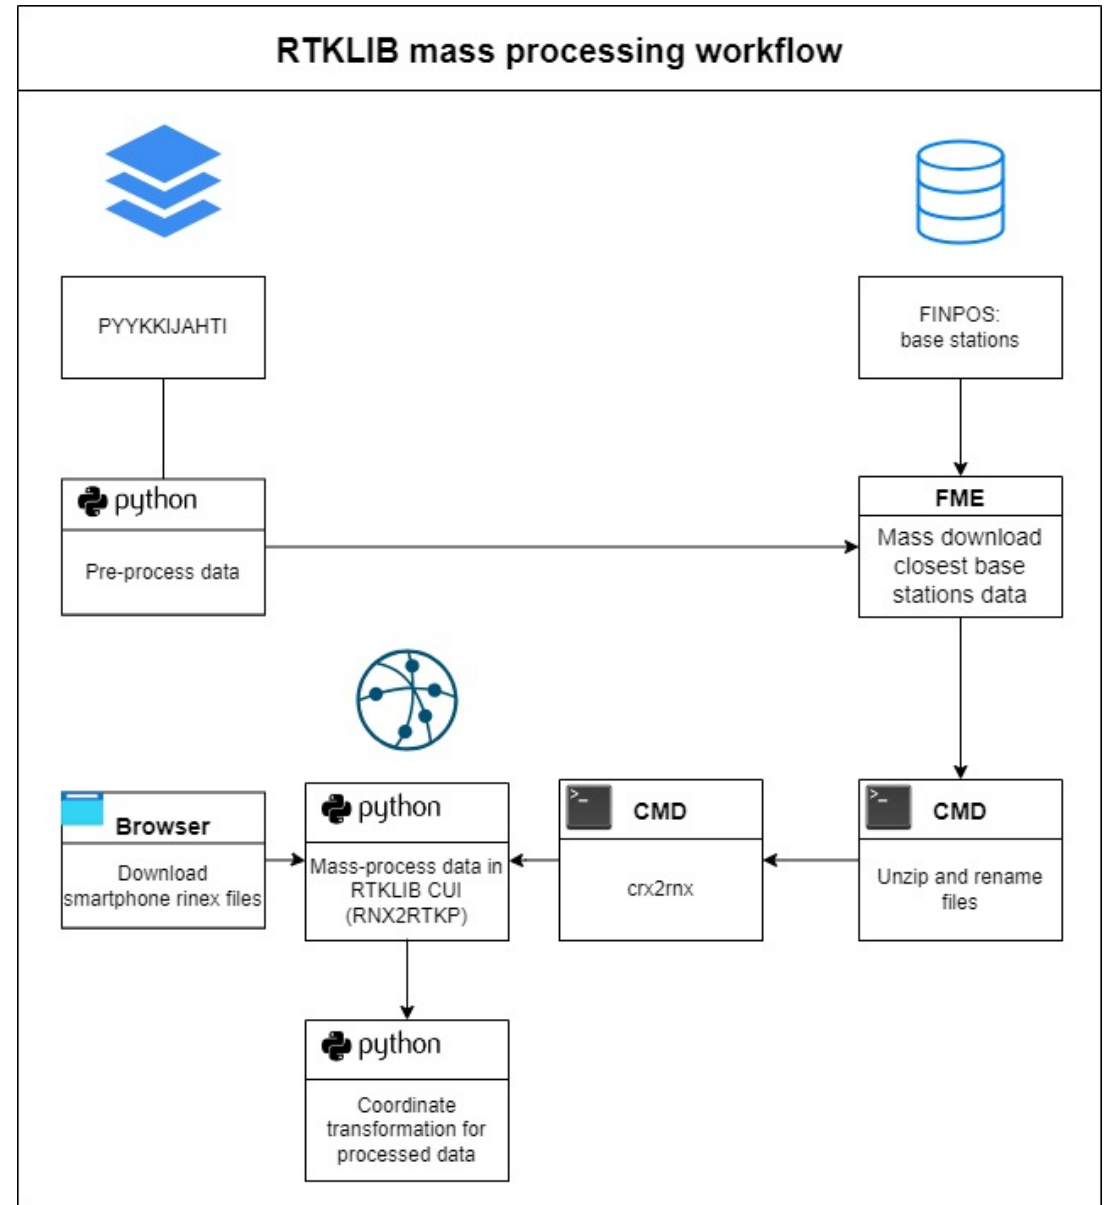 RTKLIB mass processing workflow
PYYKKIJAHTI
FINPOS:
base stations
python
Pre-process data
FME
Mass download
closest base
stations data
Browser
Download
smartphone rinex files
python
Mass-process data in
RTKLIB CUI
(RNX2RTKP)
>_
CMD
crx2rnx
>_
CMD
Unzip and rename
files
python
Coordinate
transformation for
processed data